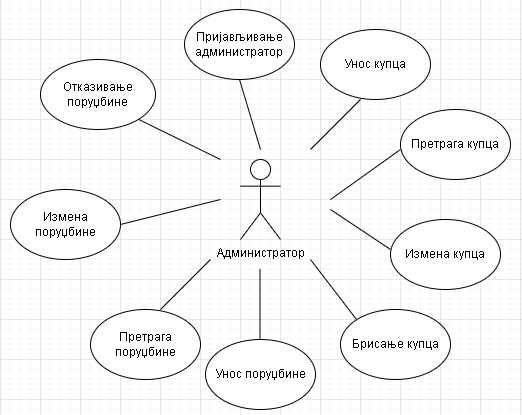 Пријављивање
администратор
Унос купца
Отказивање
поруџбине
Претрага купца
Измена
поруџбине
Администратор
Измена купца
Претрага
поруџбине
Унос поруџбине
Брисање купца